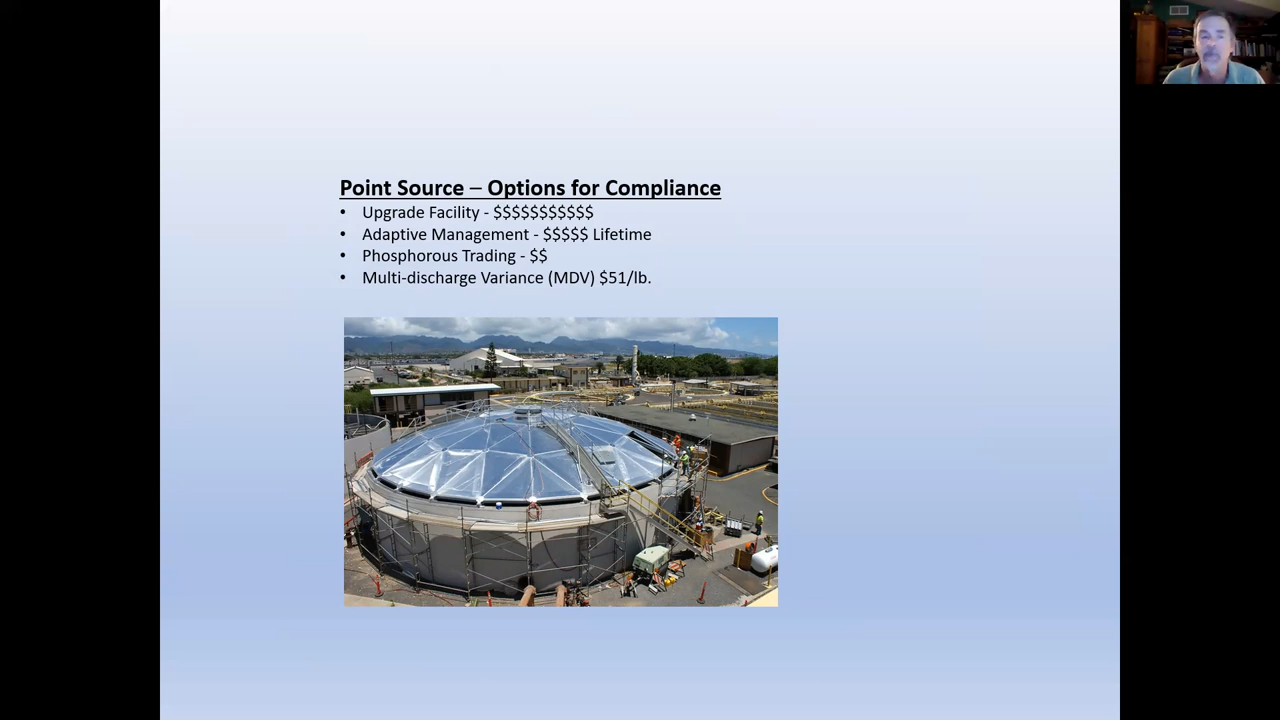 Point Source – Options for Compliance
• Upgrade Facility - $$$$$$$$$$$
• Adaptive Management - $$$$$ Lifetime
• Phosphorous Trading - $$
• Multi-discharge Variance (MDV) $51/lb.